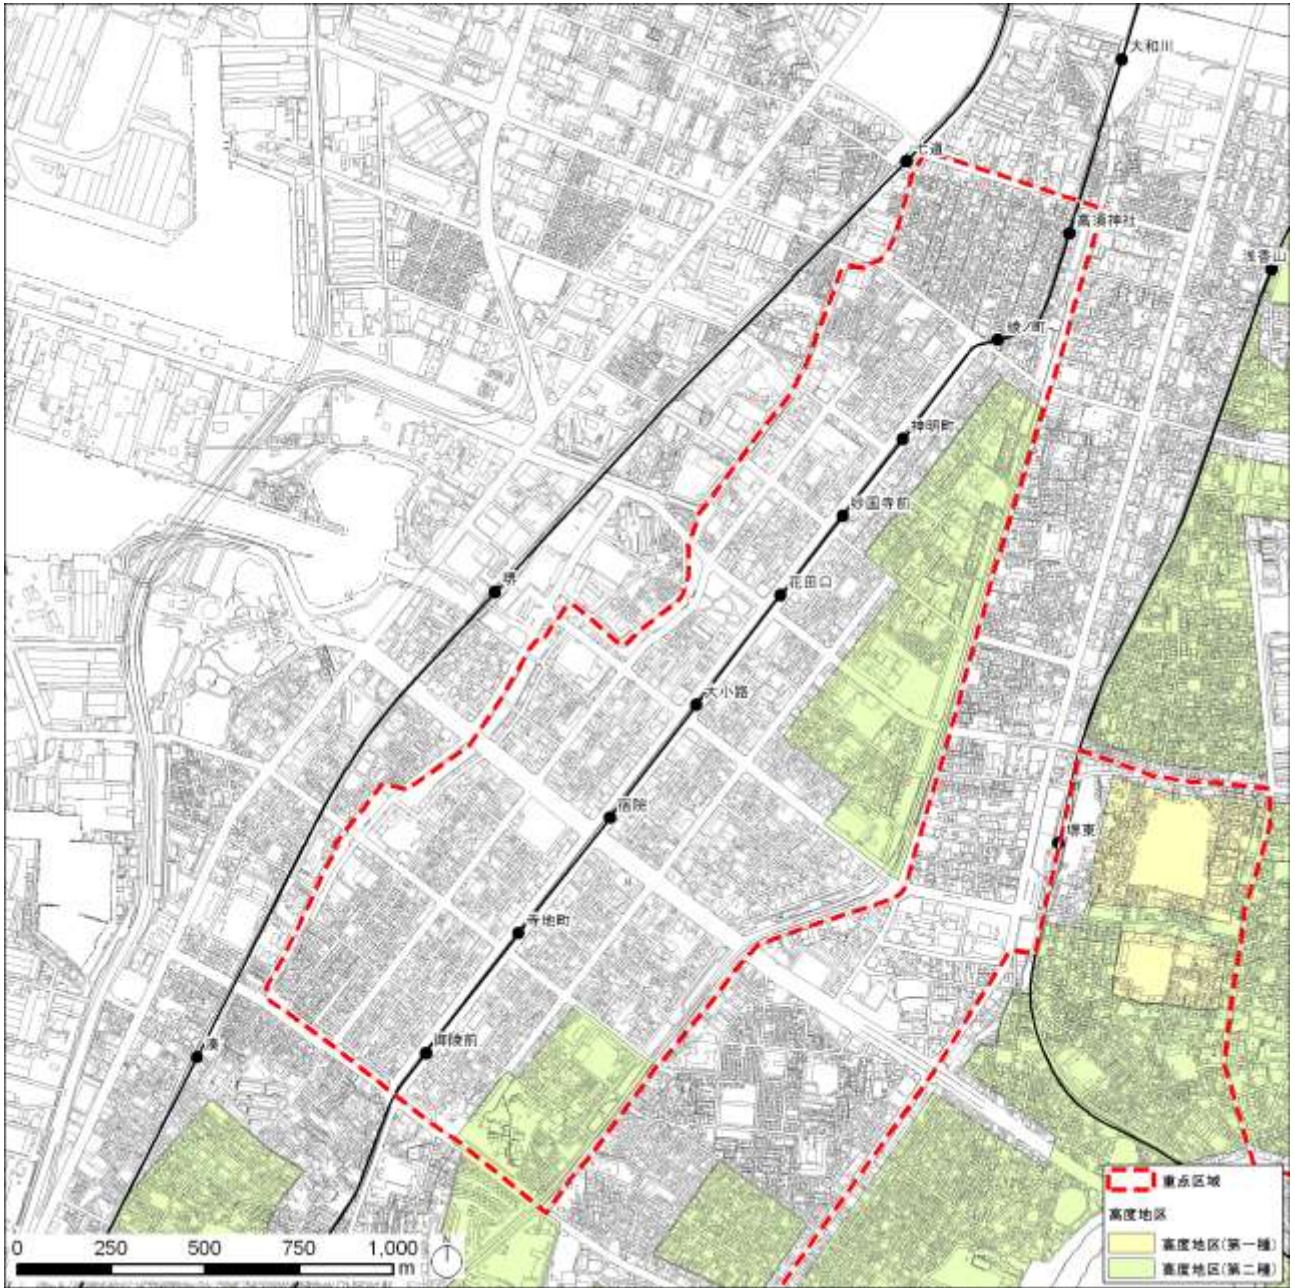 大和川
七道
高須神社
浅香山
綾ノ町
神明町
妙国寺前
花田口
堺
大小路
宿院
堺東
寺地町
御陵前
湊
重点区域
高度地区
高度地区(第一種)
高度地区(第二種)
0 250 500 750 1,000
m
N